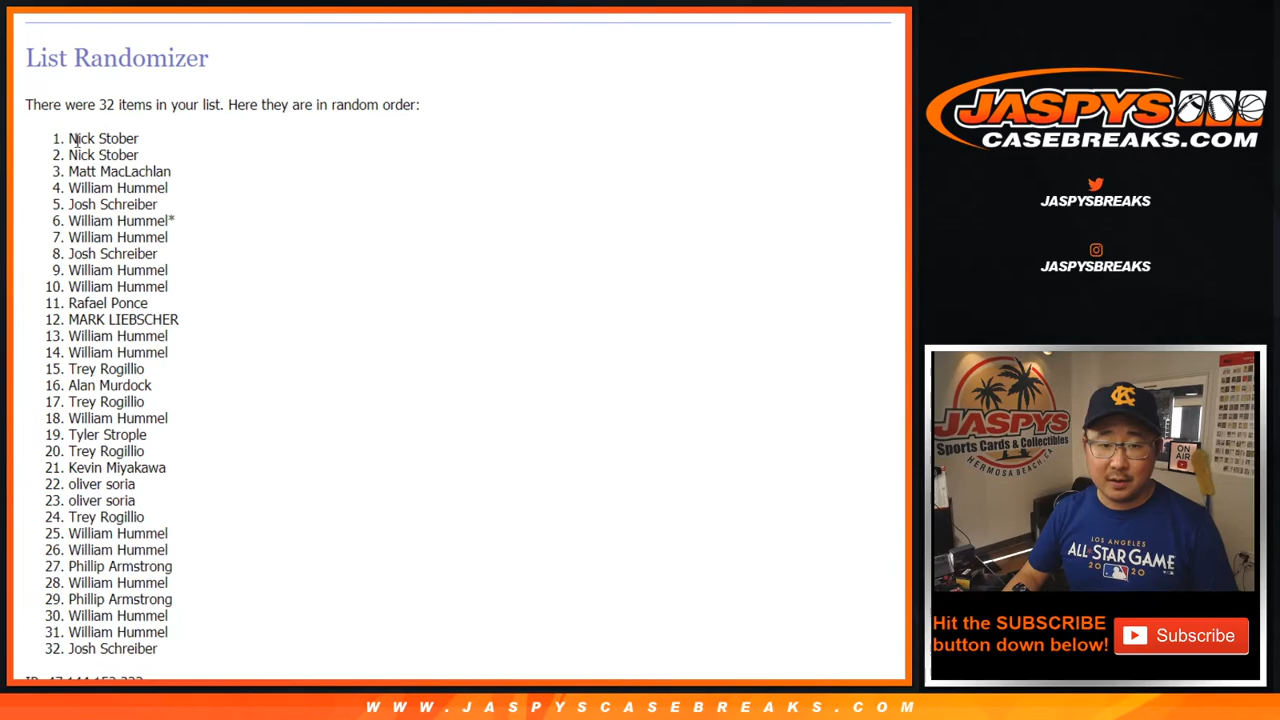 List Randomizer
There were 32 items in your list. Here they are in random order:
1. Nick Stober
2. Nick Stober
3. Matt MacLachlan
4. William Hummel
5. Josh Schreiber
6. William Hummel*
7. William Hummel
8. Josh Schreiber
9. William Hummel
10. William Hummel
11. Rafael Ponce
12. MARK LIEBSCHER
13. William Hummel
14. William Hummel
15. Trey Rogillio
16. Alan Murdock
17. Trey Rogillio
18. William Hummel
19. Tyler Strople
20. Trey Rogillio
21. Kevin Miyakawa
22. oliver soria
23. oliver soria
24. Trey Rogillio
25. William Hummel
26. William Hummel
27. Phillip Armstrong
28. William Hummel
29. Phillip Armstrong
30. William Hummel
31. William Hummel
32. Josh Schreiber
JASPYS
CASEBREAKS.COM
JASPYSBREAKS
JASPYSBREAKS
JASPYS
Sports Cards & Collectibles
HERMOSA BEACH, CA
KC
ON
AIR
LOS ANGELES
ALL★STAR GAME
2020
Hit the SUBSCRIBE
button down below!
Subscribe
WWW.JASPYSCASEBREAKS.COM